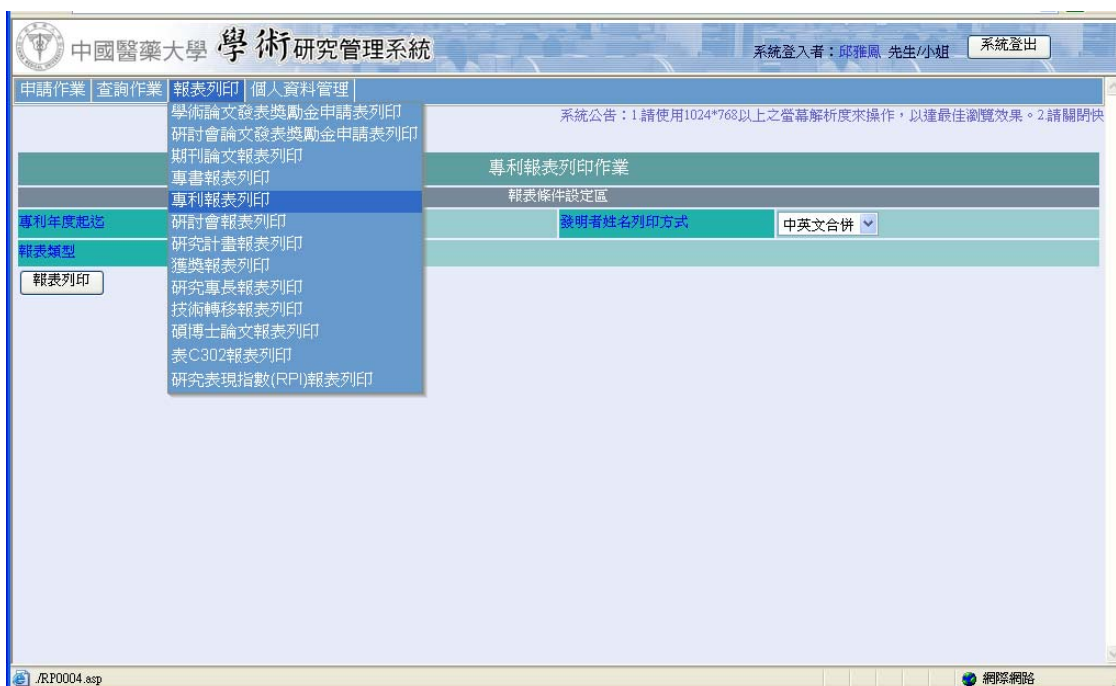 中國醫藥大學 學術研究管理系統
系統登入者：邱雅鳳 先生/小姐 系統登出
申請作業 查詢作業 報表列印 個人資料管理
系統公告：1.請使用1024*768以上之螢幕解析度來操作，以達最佳瀏覽效果。2.請關閉快
學術論文發表獎勵金申請表列印
研討會論文發表獎勵金申請表列印
期刊論文報表列印
專書報表列印
專利報表列印
研討會報表列印
研究計畫報表列印
獲獎報表列印
研究專長報表列印
技術轉移報表列印
碩博士論文報表列印
表C302報表列印
研究表現指數(RPI)報表列印
專利報表列印作業
報表條件設定區
專利年度起迄 發明者姓名列印方式 中英文合併
報表類型
報表列印
./RP0004.asp 網際網路